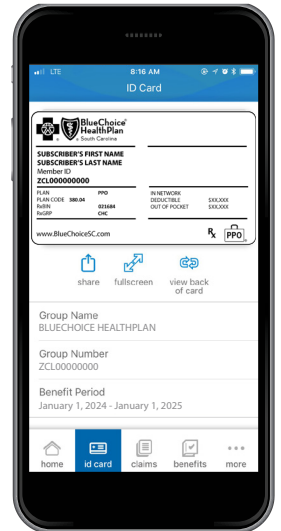 LTE 8:16 AM
ID Card
BlueChoice
HealthPlan
South Carolina
SUBSCRIBER'S FIRST NAME
SUBSCRIBER'S LAST NAME
Member ID
ZCL000000000
PLAN PPO IN NETWORK
PLAN CODE 380.04 DEDUCTIBLE $XX,XXX
RxBIN 021684 OUT OF POCKET $XX,XXX
RxGRP CHC
www.BlueChoiceSC.com Rx PPO
share fullscreen view back
of card
Group Name
BLUECHOICE HEALTHPLAN
Group Number
ZCL00000000
Benefit Period
January 1, 2024 - January 1, 2025
home id card claims benefits more